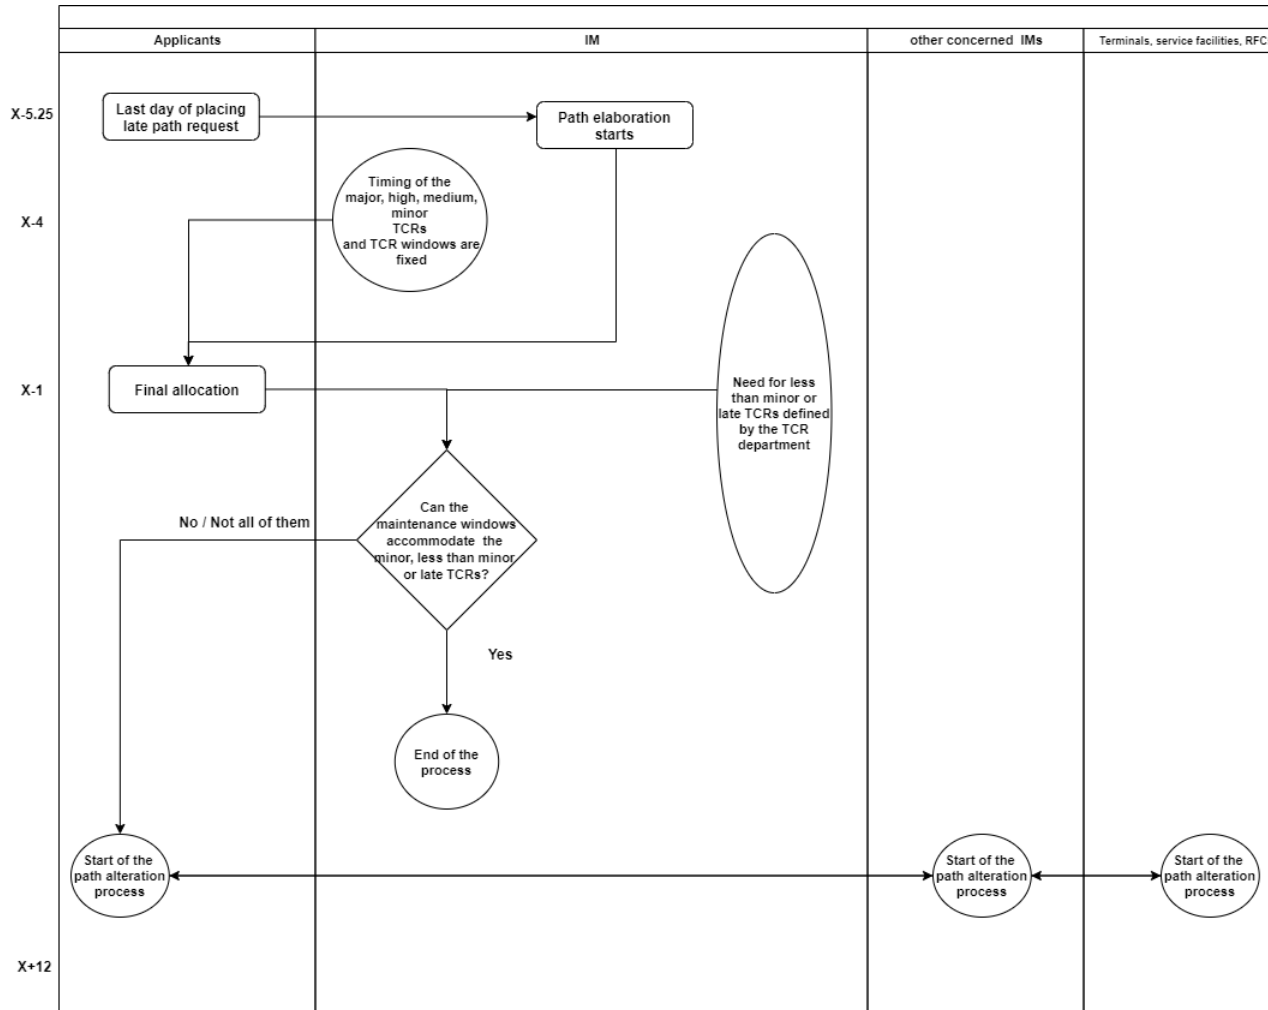 Applicants
IM
other concerned  IMs
Terminals, service facilities, RFC
X-5.25
Last day of placing
late path request
Path elaboration
starts
Timing of the
major, high, medium,
minor
TCRs
and TCR windows are
fixed
X-4
X-1
Final allocation
Need for less
than minor or
late TCRs defined
by the TCR
department
Can the
maintenance windows
accommodate  the
minor, less than minor
or late TCRs?
No / Not all of them
Yes
End of the
process
Start of the
path alteration
process
Start of the
path alteration
process
Start of the
path alteration
process
X+12